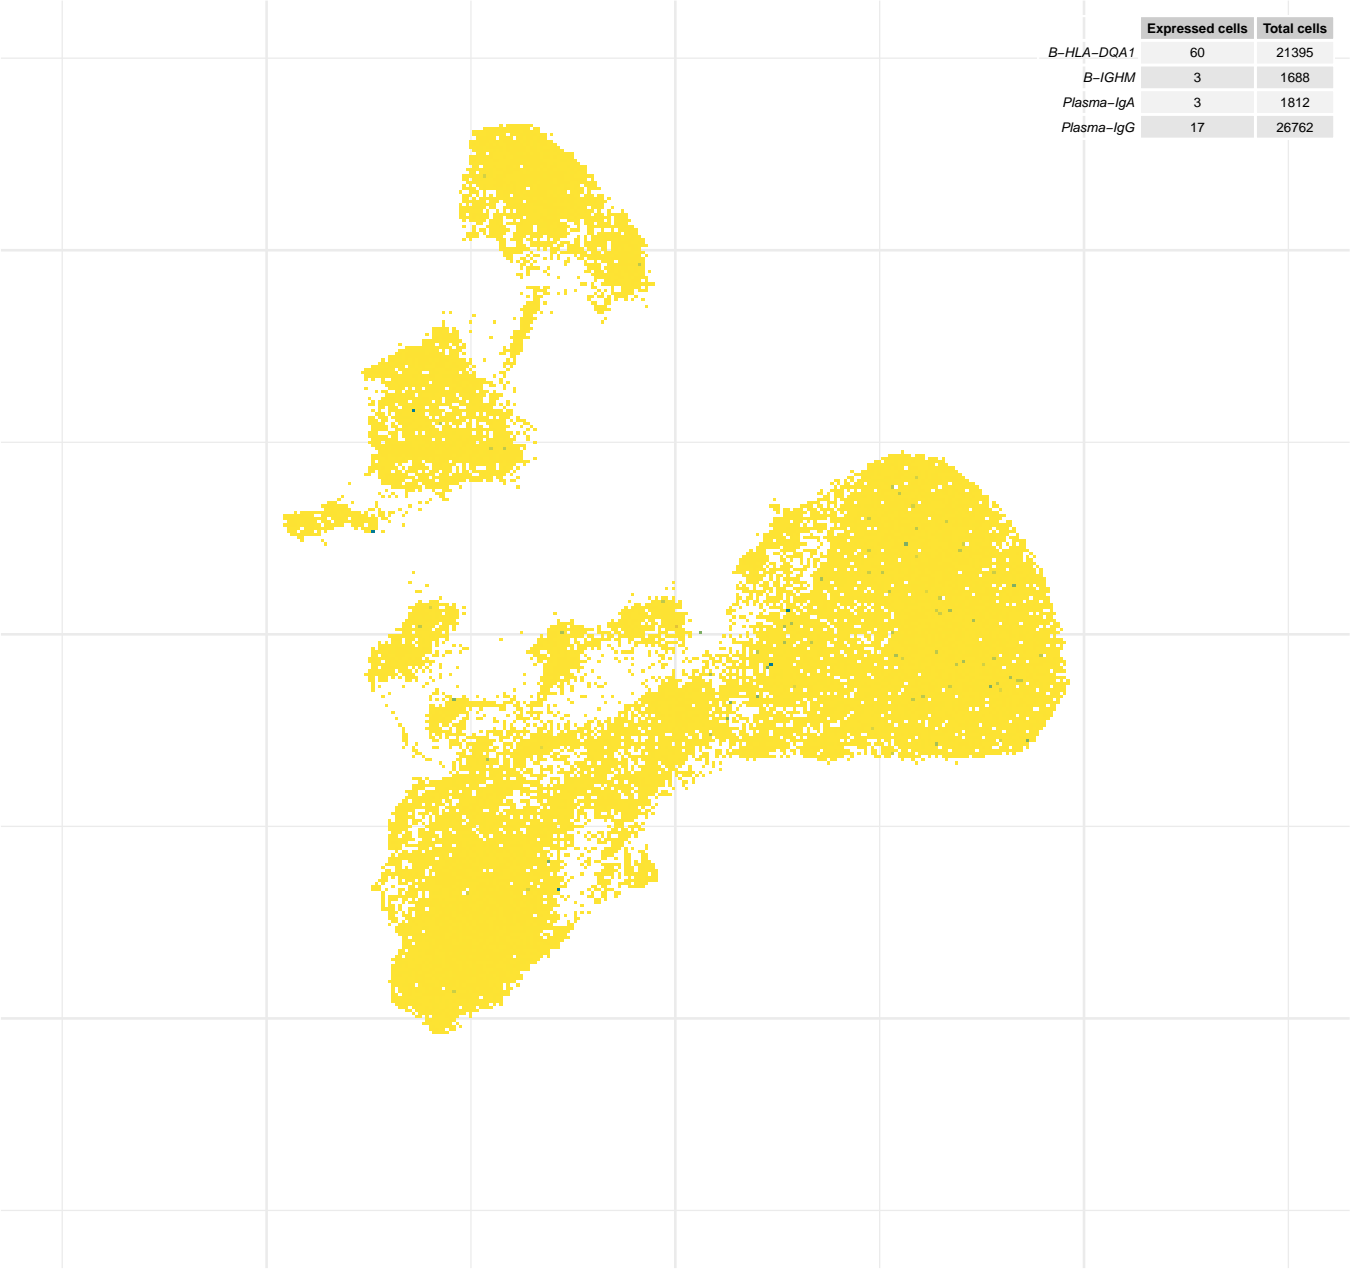 Expressed cells Total cells
B−HLA−DQA1 60 21395
B−IGHM 3 1688
Plasma−IgA 3 1812
Plasma−IgG 17 26762